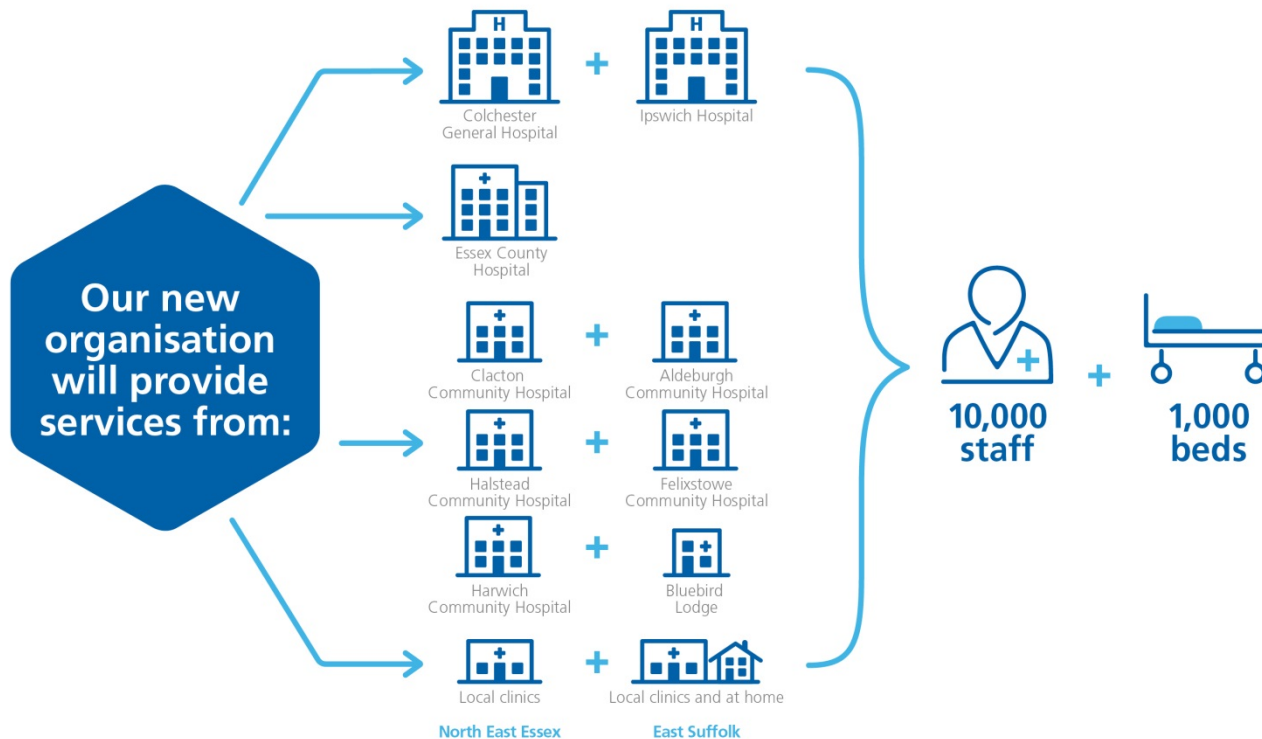 Our new
organisation
will provide
services from:
H
Colchester
General Hospital
H
Ipswich Hospital
Essex County
Hospital
Clacton
Community Hospital
Aldeburgh
Community Hospital
Halstead
Community Hospital
Felixstowe
Community Hospital
Harwich
Community Hospital
Bluebird
Lodge
Local clinics
Local clinics and at home
North East Essex
East Suffolk
10,000
staff
1,000
beds